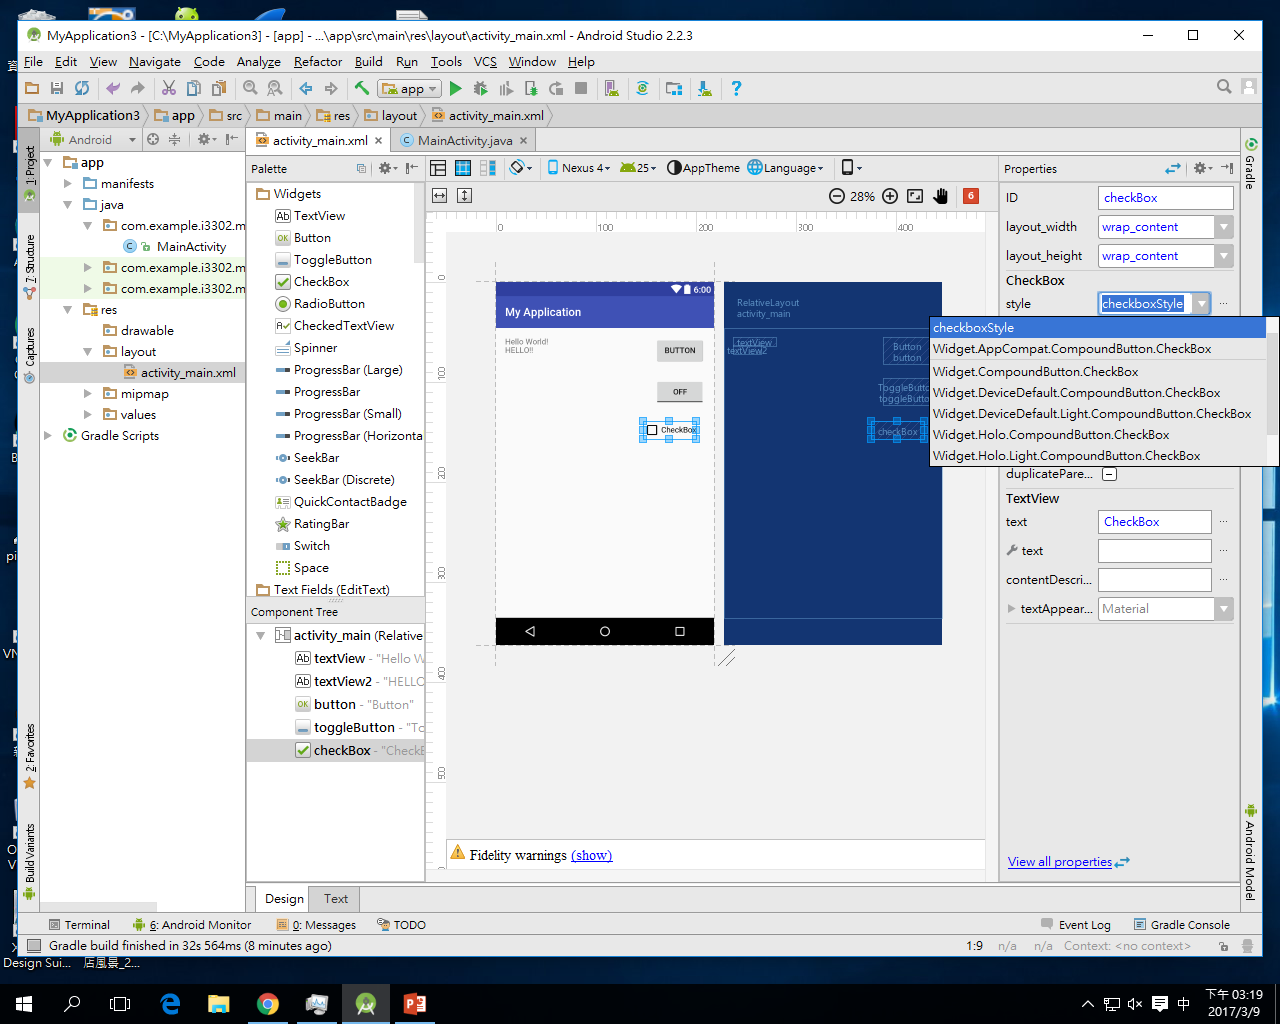 MyApplication3 - [C:\MyApplication3] - [app] - ...\app\src\main\res\layout\activity_main.xml - Android Studio 2.2.3
File Edit View Navigate Code Analyze Refactor Build Run Tools VCS Window Help
app
MyApplication3 app src main res layout activity_main.xml
Android
activity_main.xml MainActivity.java
1: Project
7: Structure
Captures
2: Favorites
Build Variants
app
manifests
java
com.example.i3302.m
MainActivity
com.example.i3302.m
com.example.i3302.m
res
drawable
layout
activity_main.xml
mipmap
values
Gradle Scripts
Palette
Widgets
TextView
Button
ToggleButton
CheckBox
RadioButton
CheckedTextView
Spinner
ProgressBar (Large)
ProgressBar
ProgressBar (Small)
ProgressBar (Horizonta
SeekBar
SeekBar (Discrete)
QuickContactBadge
RatingBar
Switch
Space
Text Fields (EditText)
Component Tree
activity_main (Relative
textView - "Hello W
textView2 - "HELLO
button - "Button"
toggleButton - "To
checkBox - "CheckB
Nexus 4 25 AppTheme Language
28% 6
0 100 200 300 400
0
100
200
300
400
500
6:00
My Application
Hello World!
HELLO!!
BUTTON
OFF
CheckBox
RelativeLayout
activity_main
textView
textView2
Button
button
ToggleButto
toggleButto
checkBox
Fidelity warnings (show)
Design Text
Properties
ID checkBox
layout_width wrap_content
layout_height wrap_content
CheckBox
style checkboxStyle
checkboxStyle
Widget.AppCompat.CompoundButton.CheckBox
Widget.CompoundButton.CheckBox
Widget.DeviceDefault.CompoundButton.CheckBox
Widget.DeviceDefault.Light.CompoundButton.CheckBox
Widget.Holo.CompoundButton.CheckBox
Widget.Holo.Light.CompoundButton.CheckBox
duplicatePare...
TextView
text CheckBox
text
contentDescri...
textAppear... Material
View all properties
Gradle
Android Model
Terminal 6: Android Monitor 0: Messages TODO Event Log Gradle Console
Gradle build finished in 32s 564ms (8 minutes ago) 1:9 n/a n/a Context: <no context>
Design Sui...
中
下午 03:19
2017/3/9